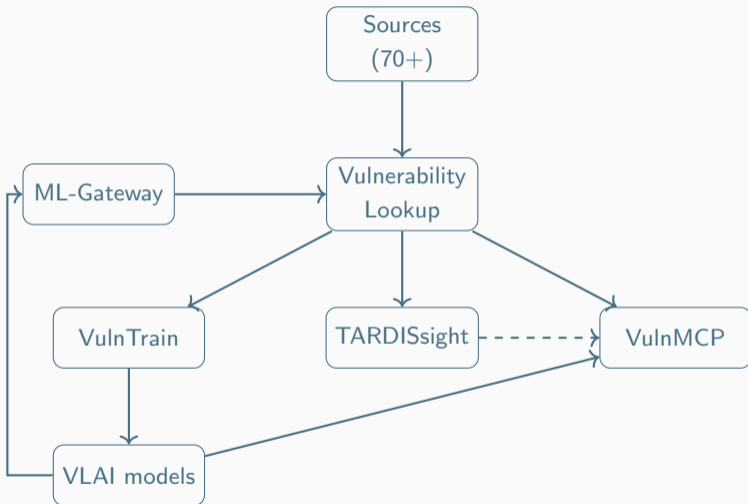 Sources
(70+)
ML-Gateway
Vulnerability
Lookup
VulnTrain
TARDISsight
VulnMCP
VLAI models